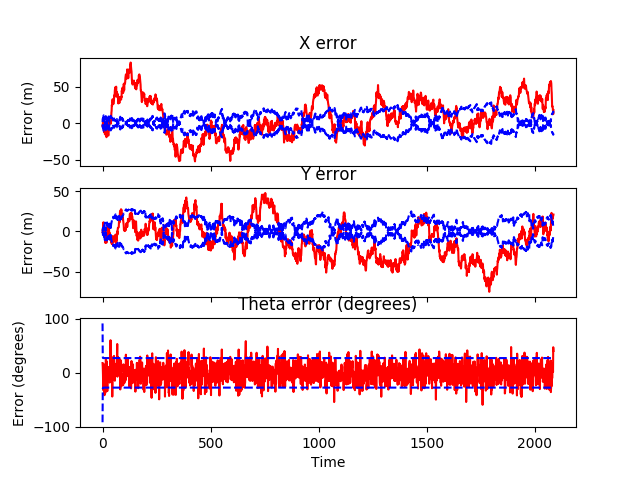 X error
Error (m)
50
0
−50
Y error
Error (m)
50
0
−50
Theta error (degrees)
Error (degrees)
100
0
−100
0 500 1000 1500 2000
Time